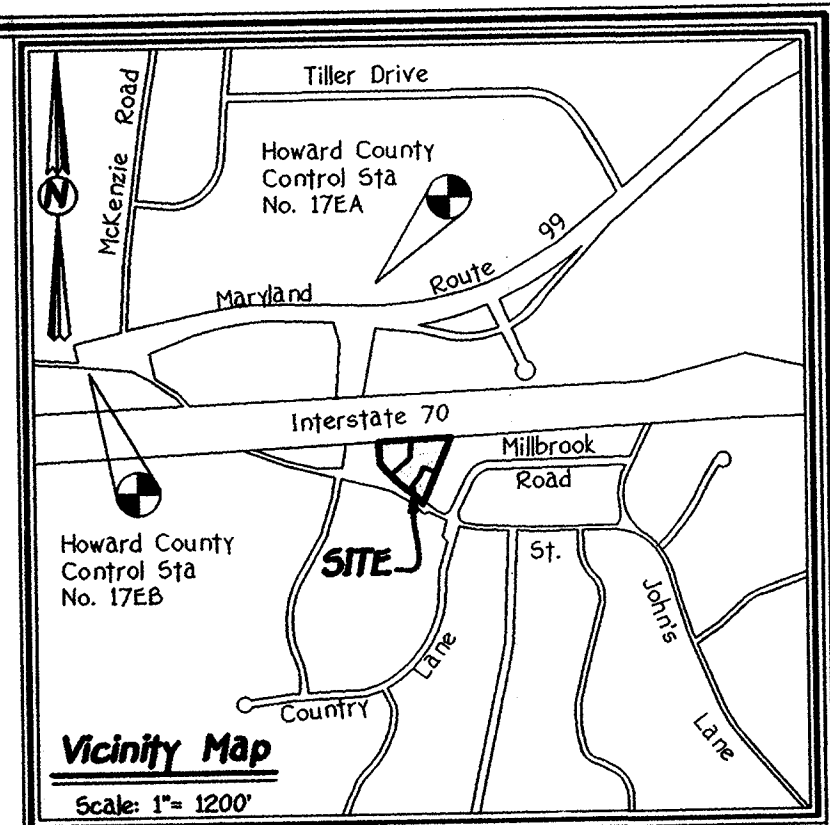 Tiller Drive
McKenzie Road
Howard County
Control Sta
No. 17EA
N
Maryland Route 99
Interstate 70
Millbrook
Road
Howard County
Control Sta
No. 17EB
SITE
St. John's Lane
Country Lane
Vicinity Map
Scale: 1"= 1200'